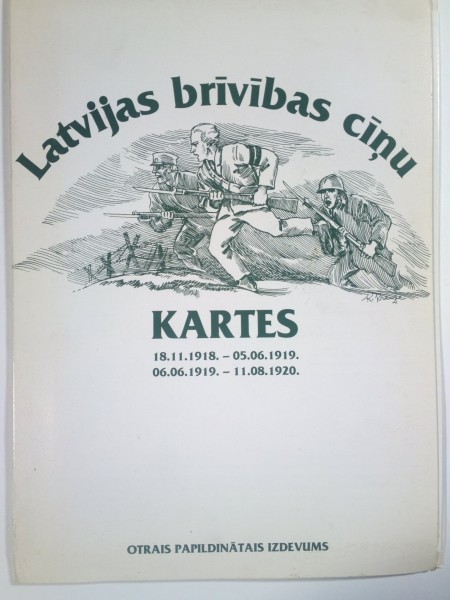 Latvijas brīvības cīņu
KARTES
18.11.1918. – 05.06.1919.
06.06.1919. – 11.08.1920.
OTRAIS PAPILDINĀTAIS IZDEVUMS